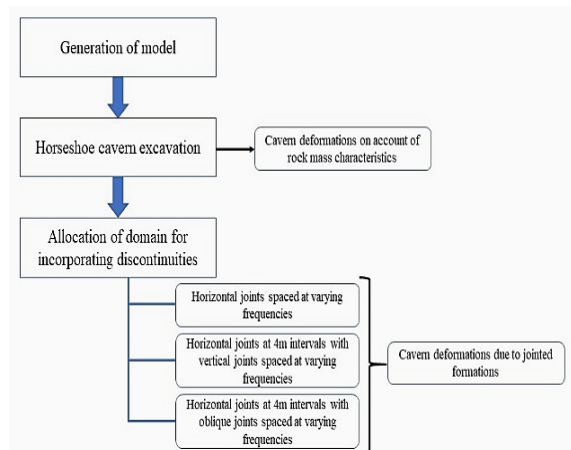 Generation of model
Horseshoe cavern excavation
Cavern deformations on account of
rock mass characteristics
Allocation of domain for
incorporating discontinuities
Horizontal joints spaced at varying
frequencies
Horizontal joints at 4m intervals with
vertical joints spaced at varying
frequencies
Cavern deformations due to jointed
formations
Horizontal joints at 4m intervals with
oblique joints spaced at varying
frequencies